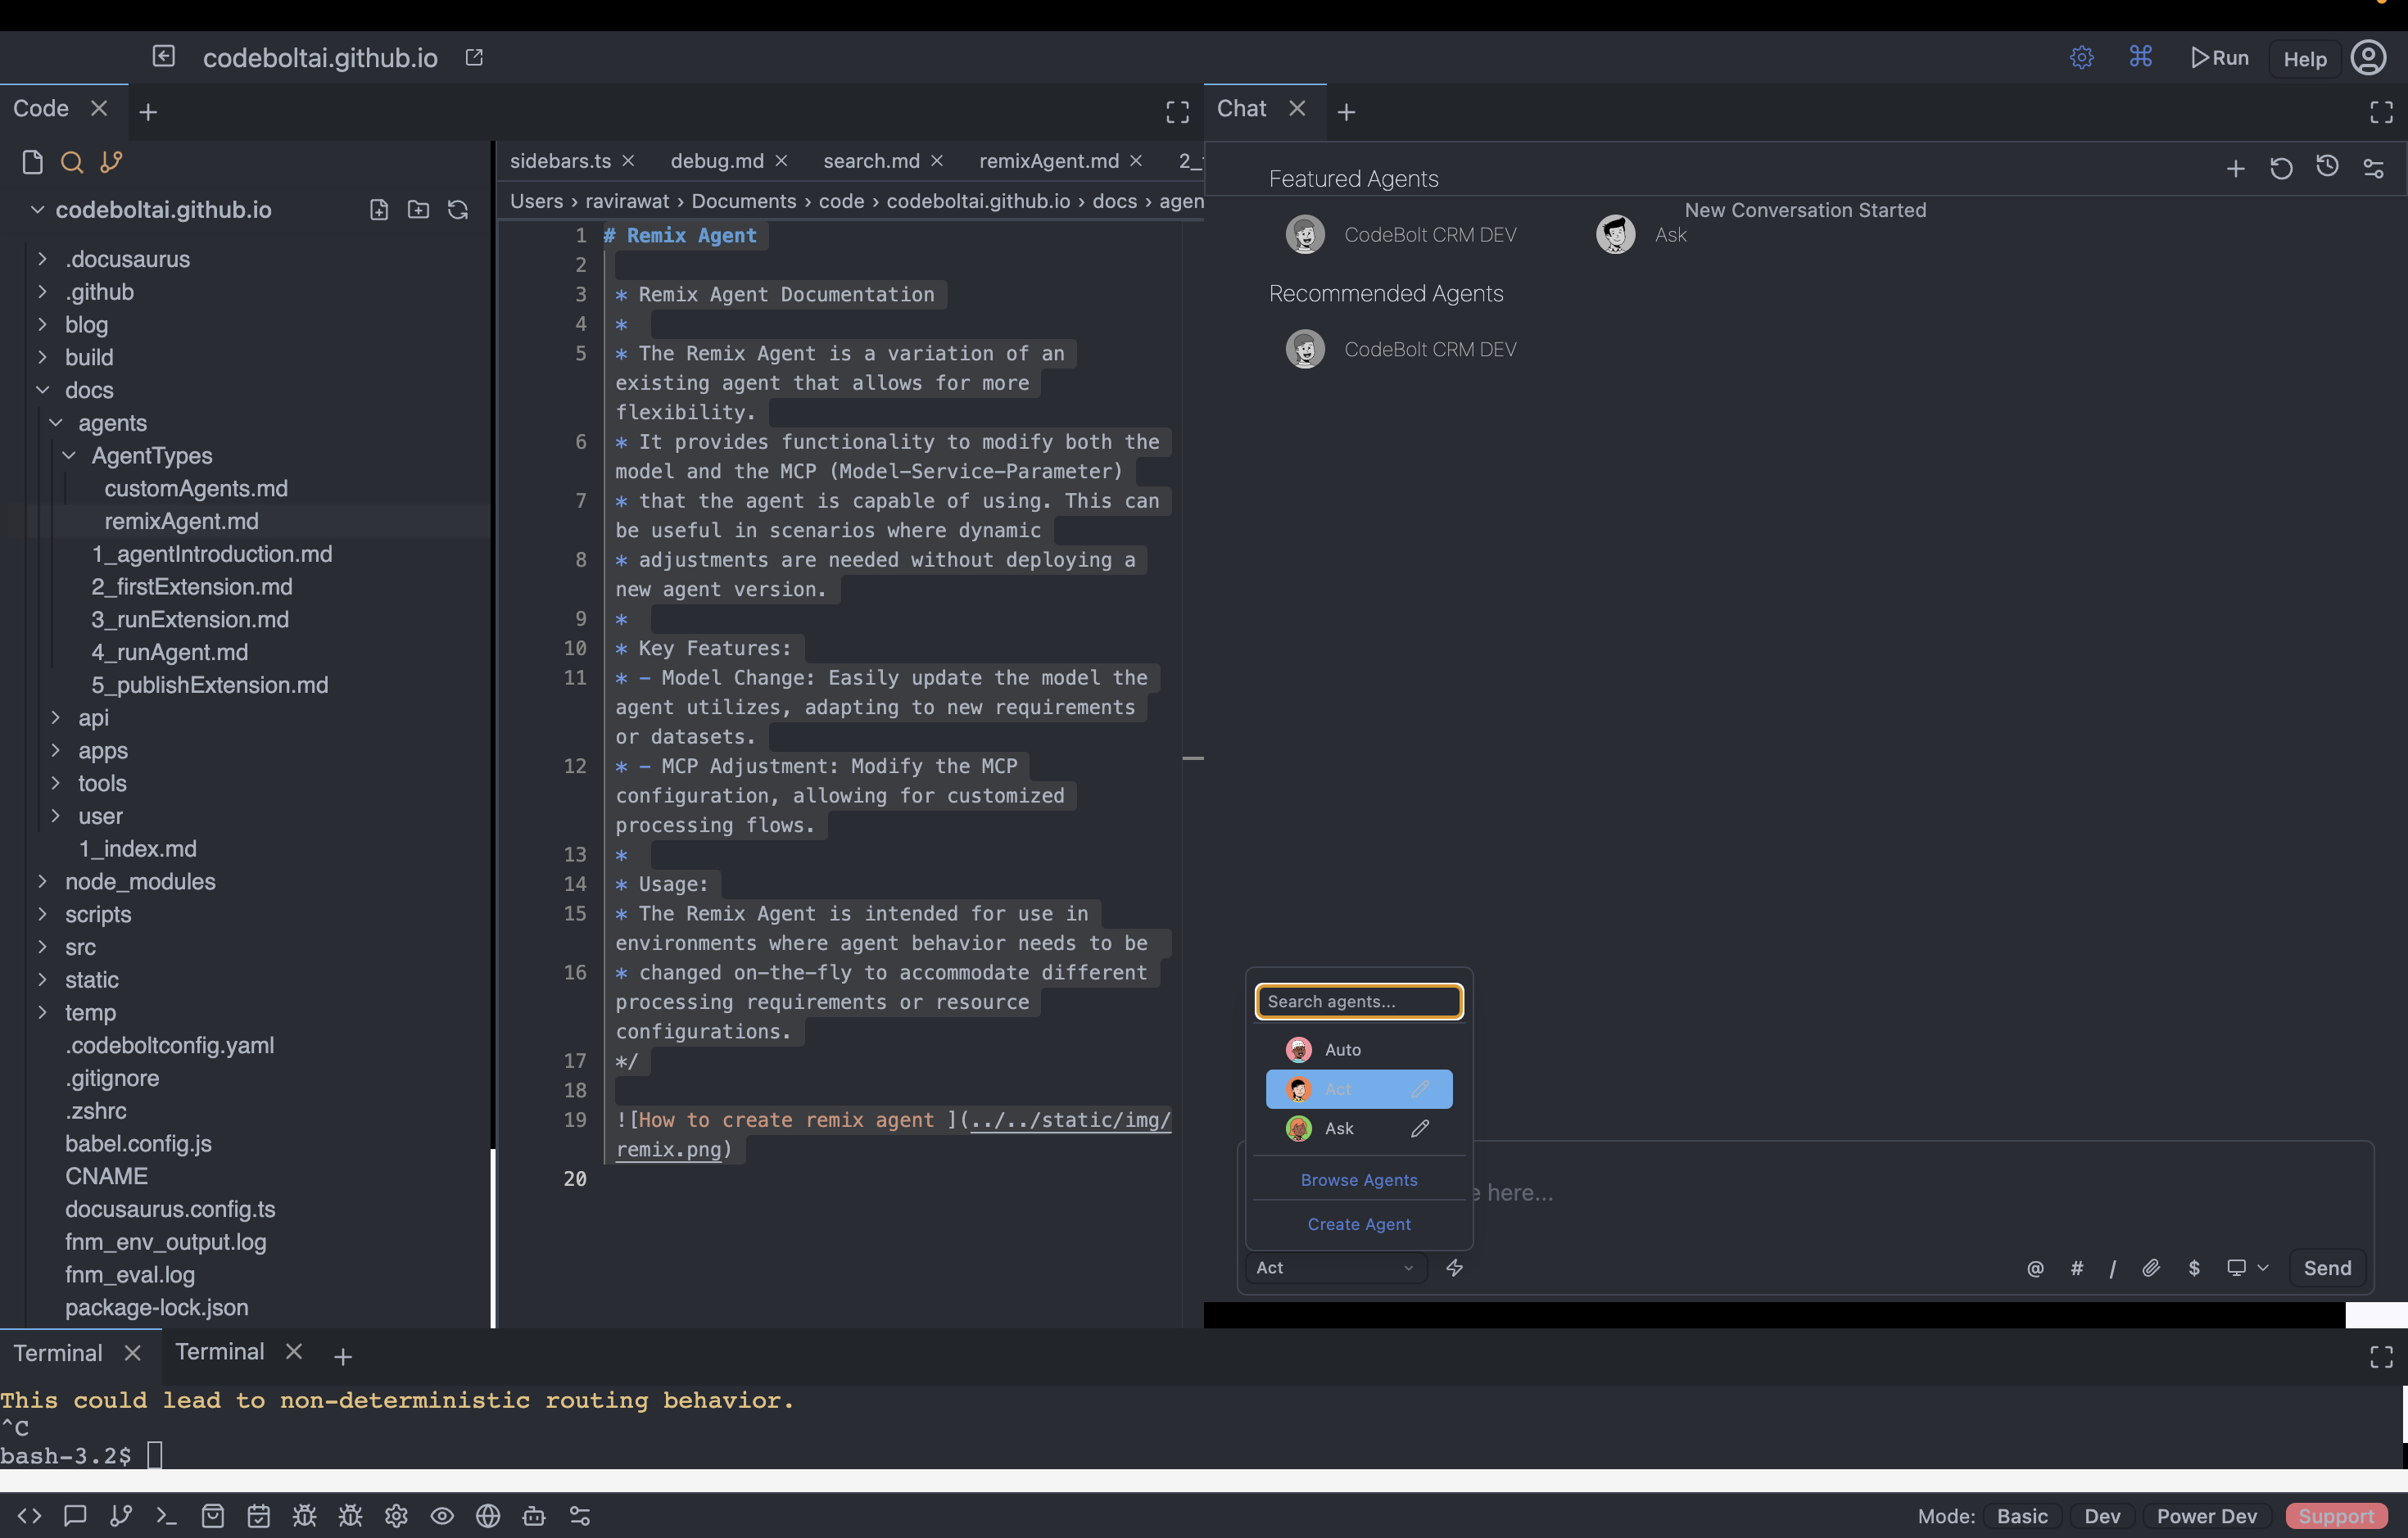 codeboltai.github.io
Run
Help
Code
Chat
codeboltai.github.io
.docusaurus
.github
blog
build
docs
agents
AgentTypes
customAgents.md
remixAgent.md
1_agentIntroduction.md
2_firstExtension.md
3_runExtension.md
4_runAgent.md
5_publishExtension.md
api
apps
tools
user
1_index.md
node_modules
scripts
src
static
temp
.codeboltconfig.yaml
.gitignore
.zshrc
babel.config.js
CNAME
docusaurus.config.ts
fnm_env_output.log
fnm_eval.log
package-lock.json
sidebars.ts
debug.md
search.md
remixAgent.md
2_
Users › ravirawat › Documents › code › codeboltai.github.io › docs › agen
1 # Remix Agent
2
3 * Remix Agent Documentation
4 *
5 * The Remix Agent is a variation of an
existing agent that allows for more
flexibility.
6 * It provides functionality to modify both the
model and the MCP (Model-Service-Parameter)
7 * that the agent is capable of using. This can
be useful in scenarios where dynamic
8 * adjustments are needed without deploying a
new agent version.
9 *
10 * Key Features:
11 * - Model Change: Easily update the model the
agent utilizes, adapting to new requirements
or datasets.
12 * - MCP Adjustment: Modify the MCP
configuration, allowing for customized
processing flows.
13 *
14 * Usage:
15 * The Remix Agent is intended for use in
environments where agent behavior needs to be
16 * changed on-the-fly to accommodate different
processing requirements or resource
configurations.
17 */
18
19 ![How to create remix agent ](../../static/img/
remix.png)
20
Featured Agents
New Conversation Started
CodeBolt CRM DEV
Ask
Recommended Agents
CodeBolt CRM DEV
Search agents...
Auto
Act
Ask
Browse Agents
Create Agent
e here...
Act
@ # / $
Send
Terminal
Terminal
This could lead to non-deterministic routing behavior.
^C
bash-3.2$
Mode: Basic Dev Power Dev Support